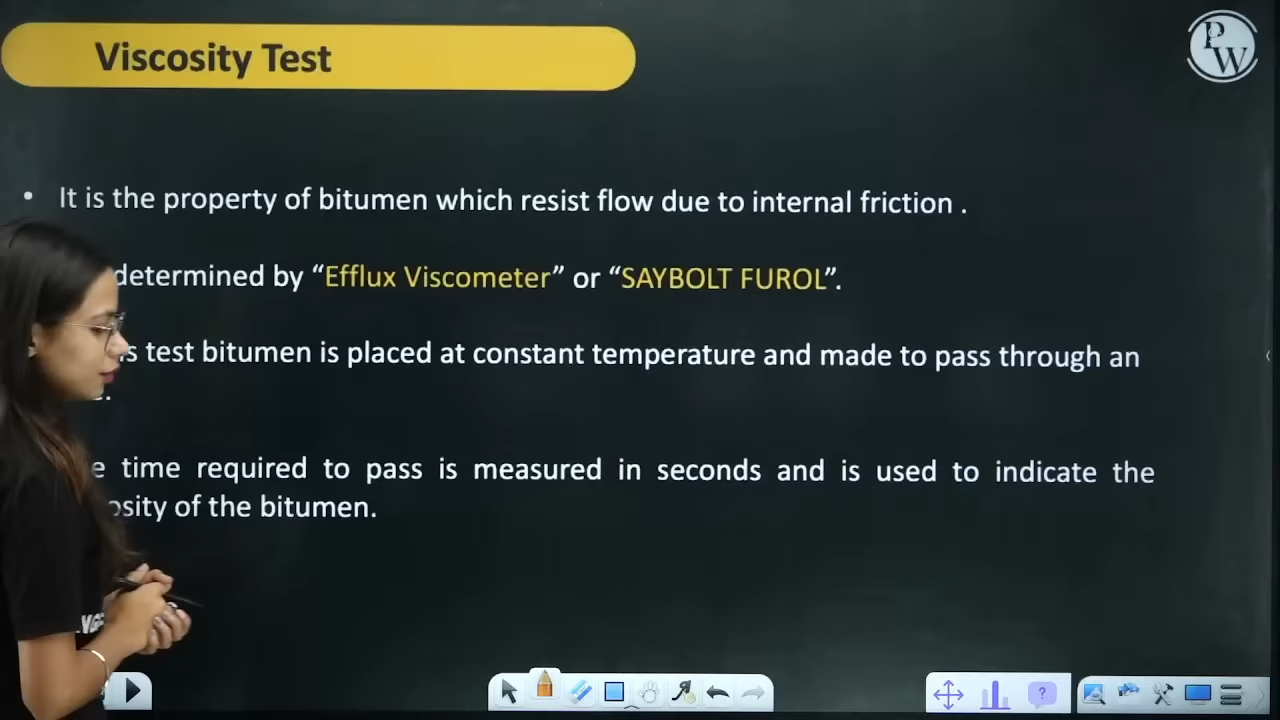 Viscosity Test
PW
• It is the property of bitumen which resist flow due to internal friction .
determined by “Efflux Viscometer” or “SAYBOLT FUROL”.
test bitumen is placed at constant temperature and made to pass through an
time required to pass is measured in seconds and is used to indicate the
of the bitumen.
?